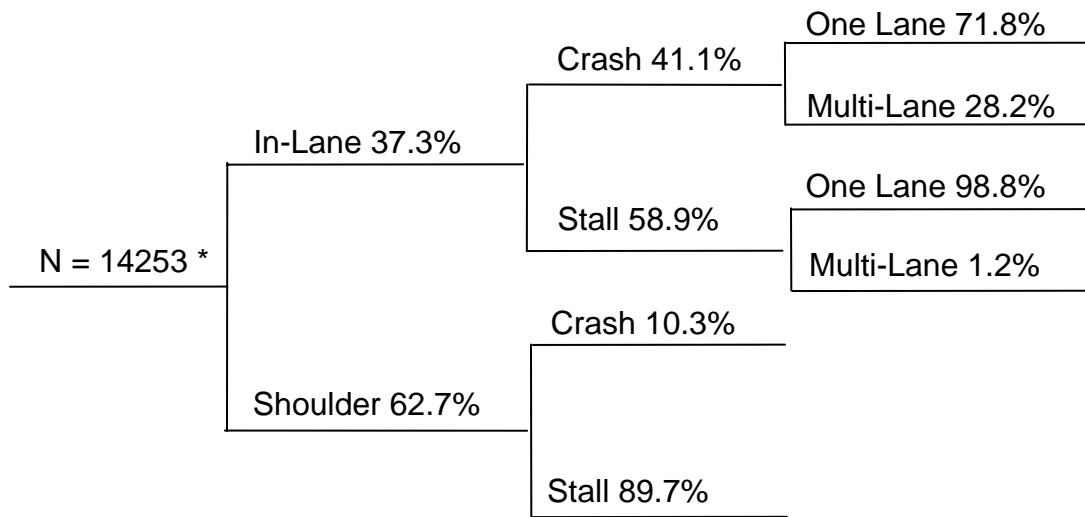 One Lane 71.8%
Crash 41.1%
Multi-Lane 28.2%
In-Lane 37.3%
One Lane 98.8%
Stall 58.9%
N = 14253 *
Multi-Lane 1.2%
Crash 10.3%
Shoulder 62.7%
Stall 89.7%